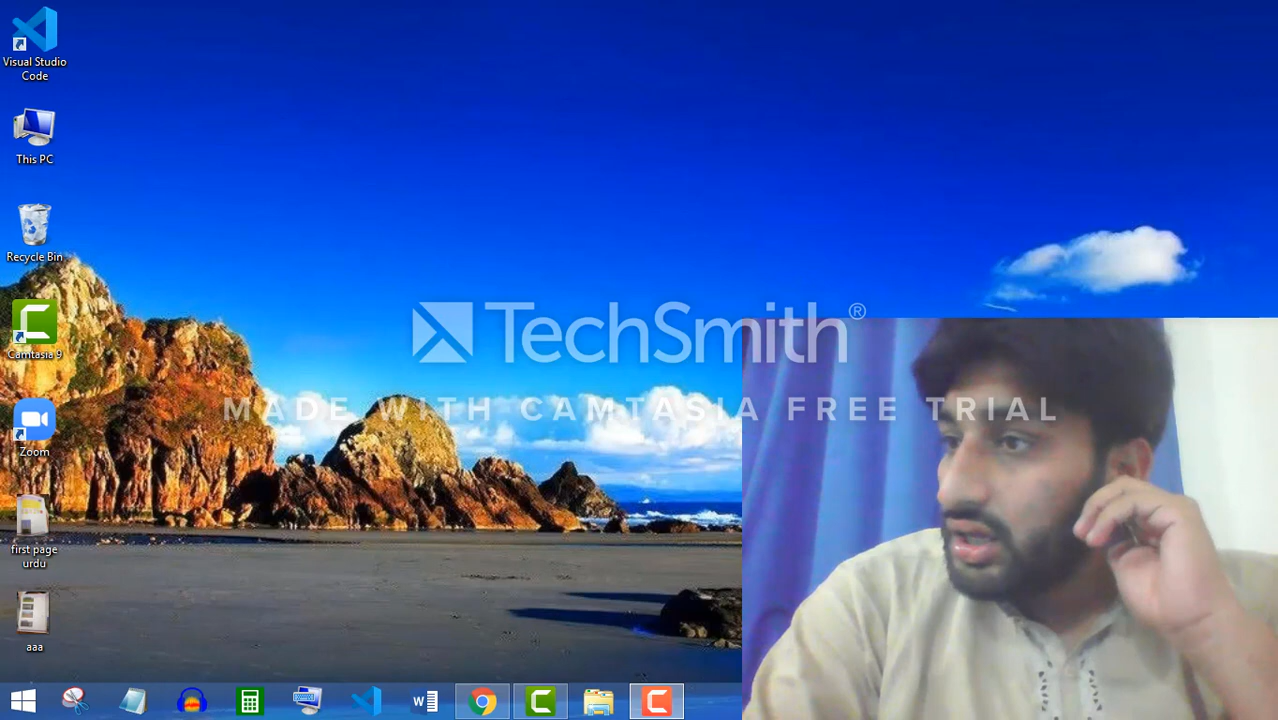 Visual Studio
Code
This PC
Recycle Bin
Camtasia 9
Zoom
first page
urdu
aaa
TechSmith®
MADE WITH CAMTASIA FREE TRIAL